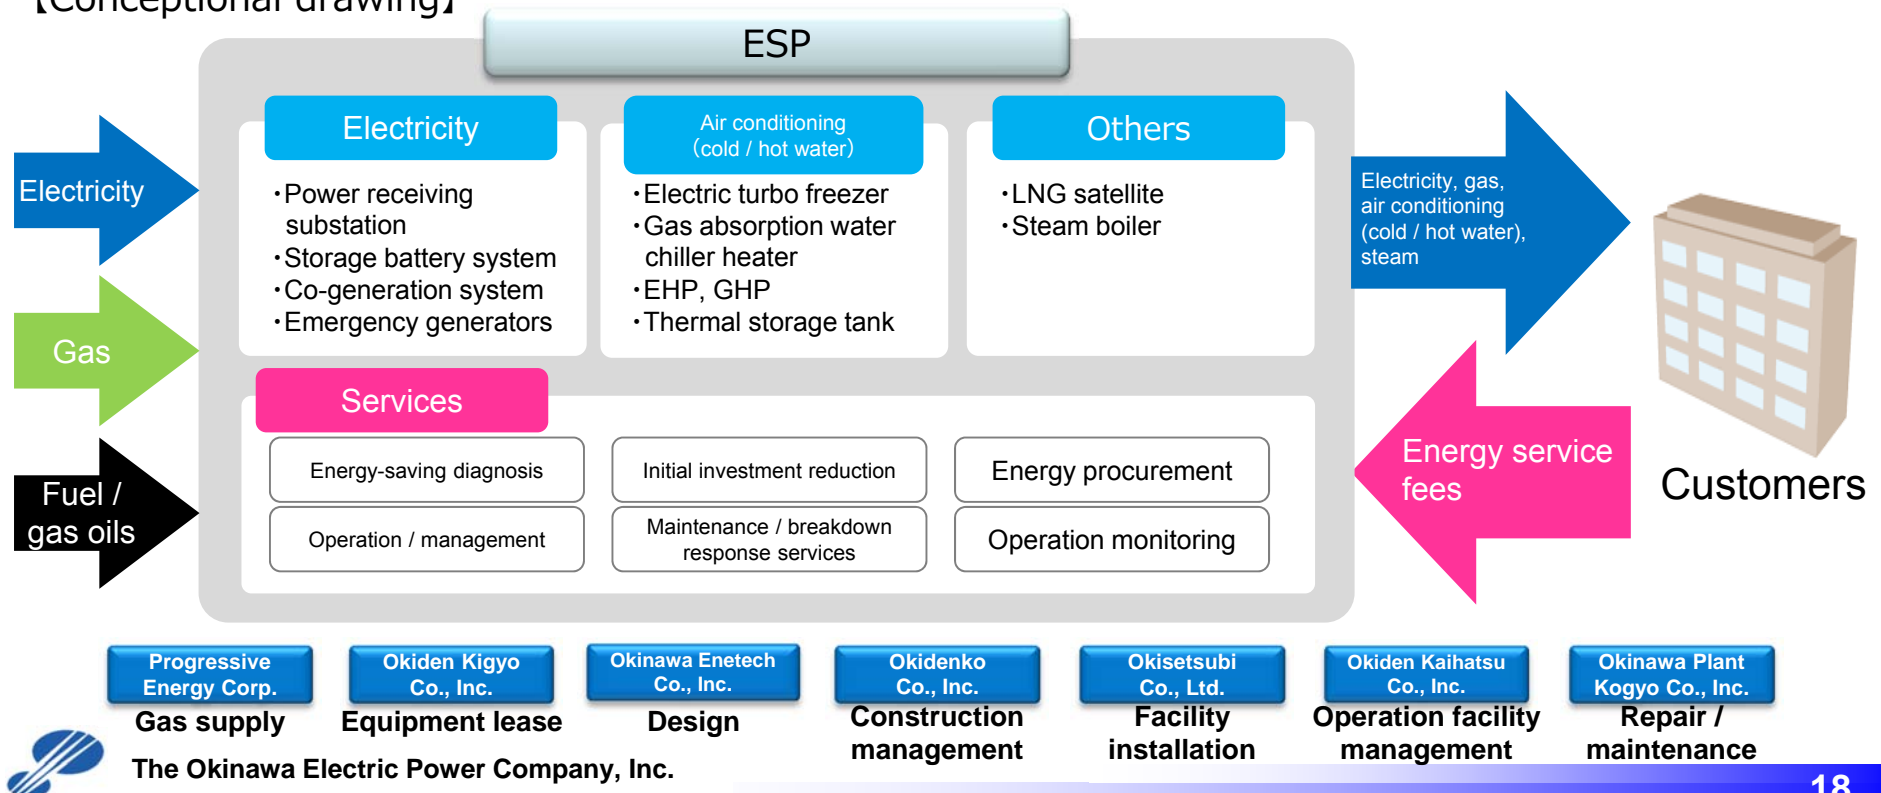 【Conceptional drawing】
ESP
Electricity
Gas
Fuel /
gas oils
Electricity
・Power receiving
substation
・Storage battery system
・Co-generation system
・Emergency generators
Air conditioning
（cold / hot water）
・Electric turbo freezer
・Gas absorption water
chiller heater
・EHP, GHP
・Thermal storage tank
Others
・LNG satellite
・Steam boiler
Services
Energy-saving diagnosis
Initial investment reduction
Energy procurement
Operation / management
Maintenance / breakdown
response services
Operation monitoring
Electricity, gas,
air conditioning
(cold / hot water),
steam
Energy service
fees
Customers
Progressive
Energy Corp.
Gas supply
Okiden Kigyo
Co., Inc.
Equipment lease
Okinawa Enetech
Co., Inc.
Design
Okidenko
Co., Inc.
Construction
management
Okisetsubi
Co., Ltd.
Facility
installation
Okiden Kaihatsu
Co., Inc.
Operation facility
management
Okinawa Plant
Kogyo Co., Inc.
Repair /
maintenance
The Okinawa Electric Power Company, Inc.
18